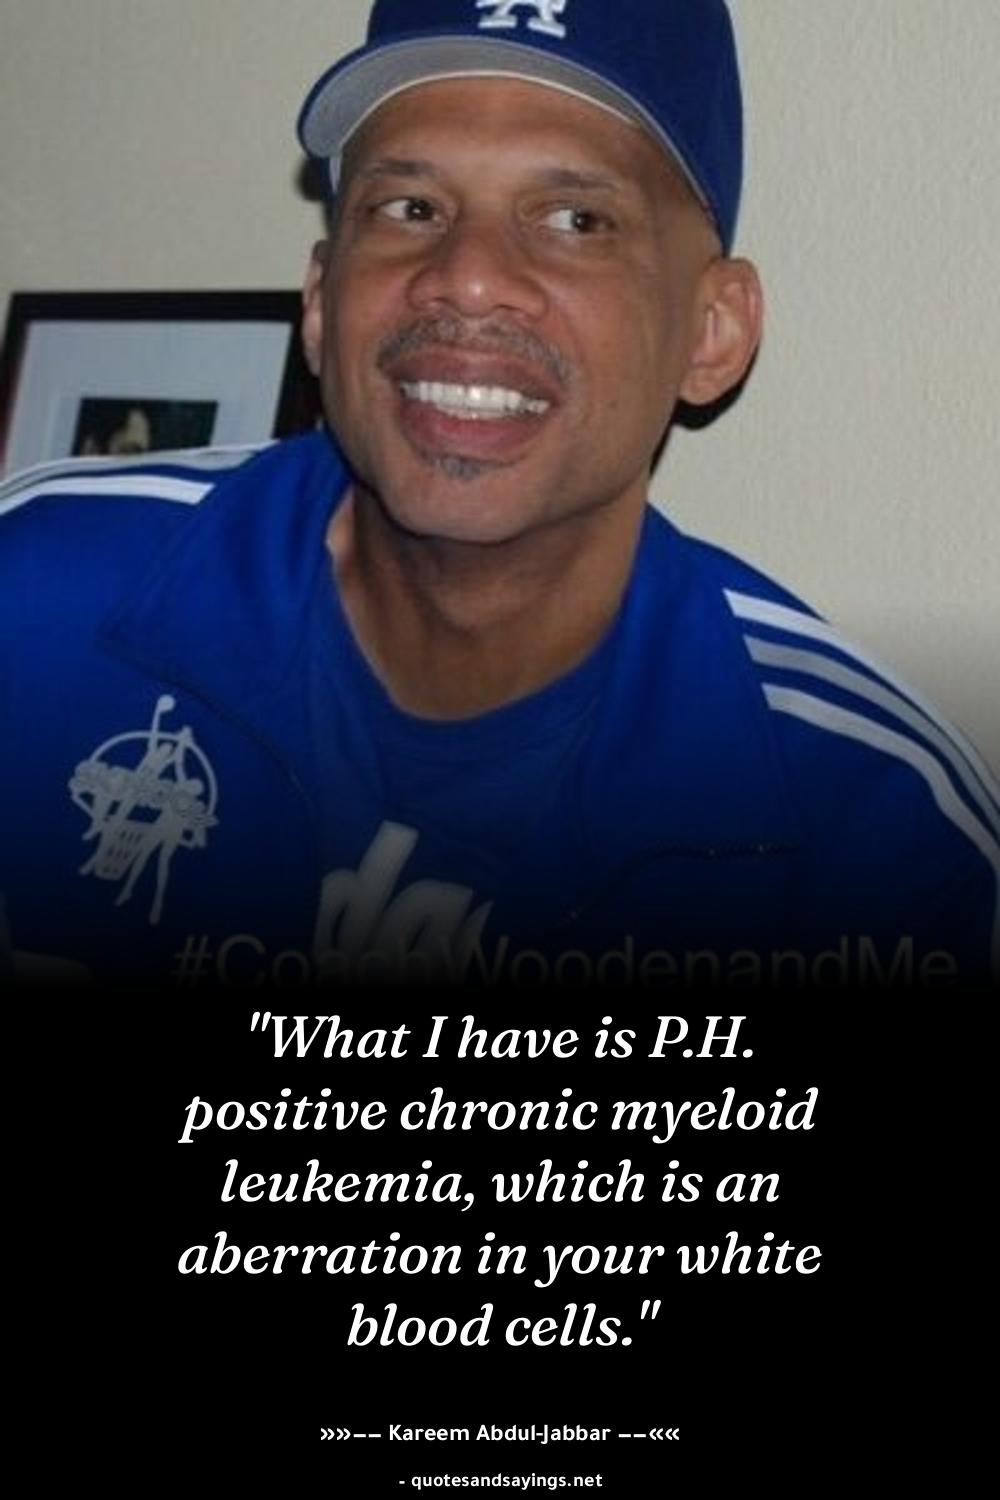 #CoachWoodenandMe
"What I have is P.H.
positive chronic myeloid
leukemia, which is an
aberration in your white
blood cells."
»»−− Kareem Abdul-Jabbar −−««
- quotesandsayings.net